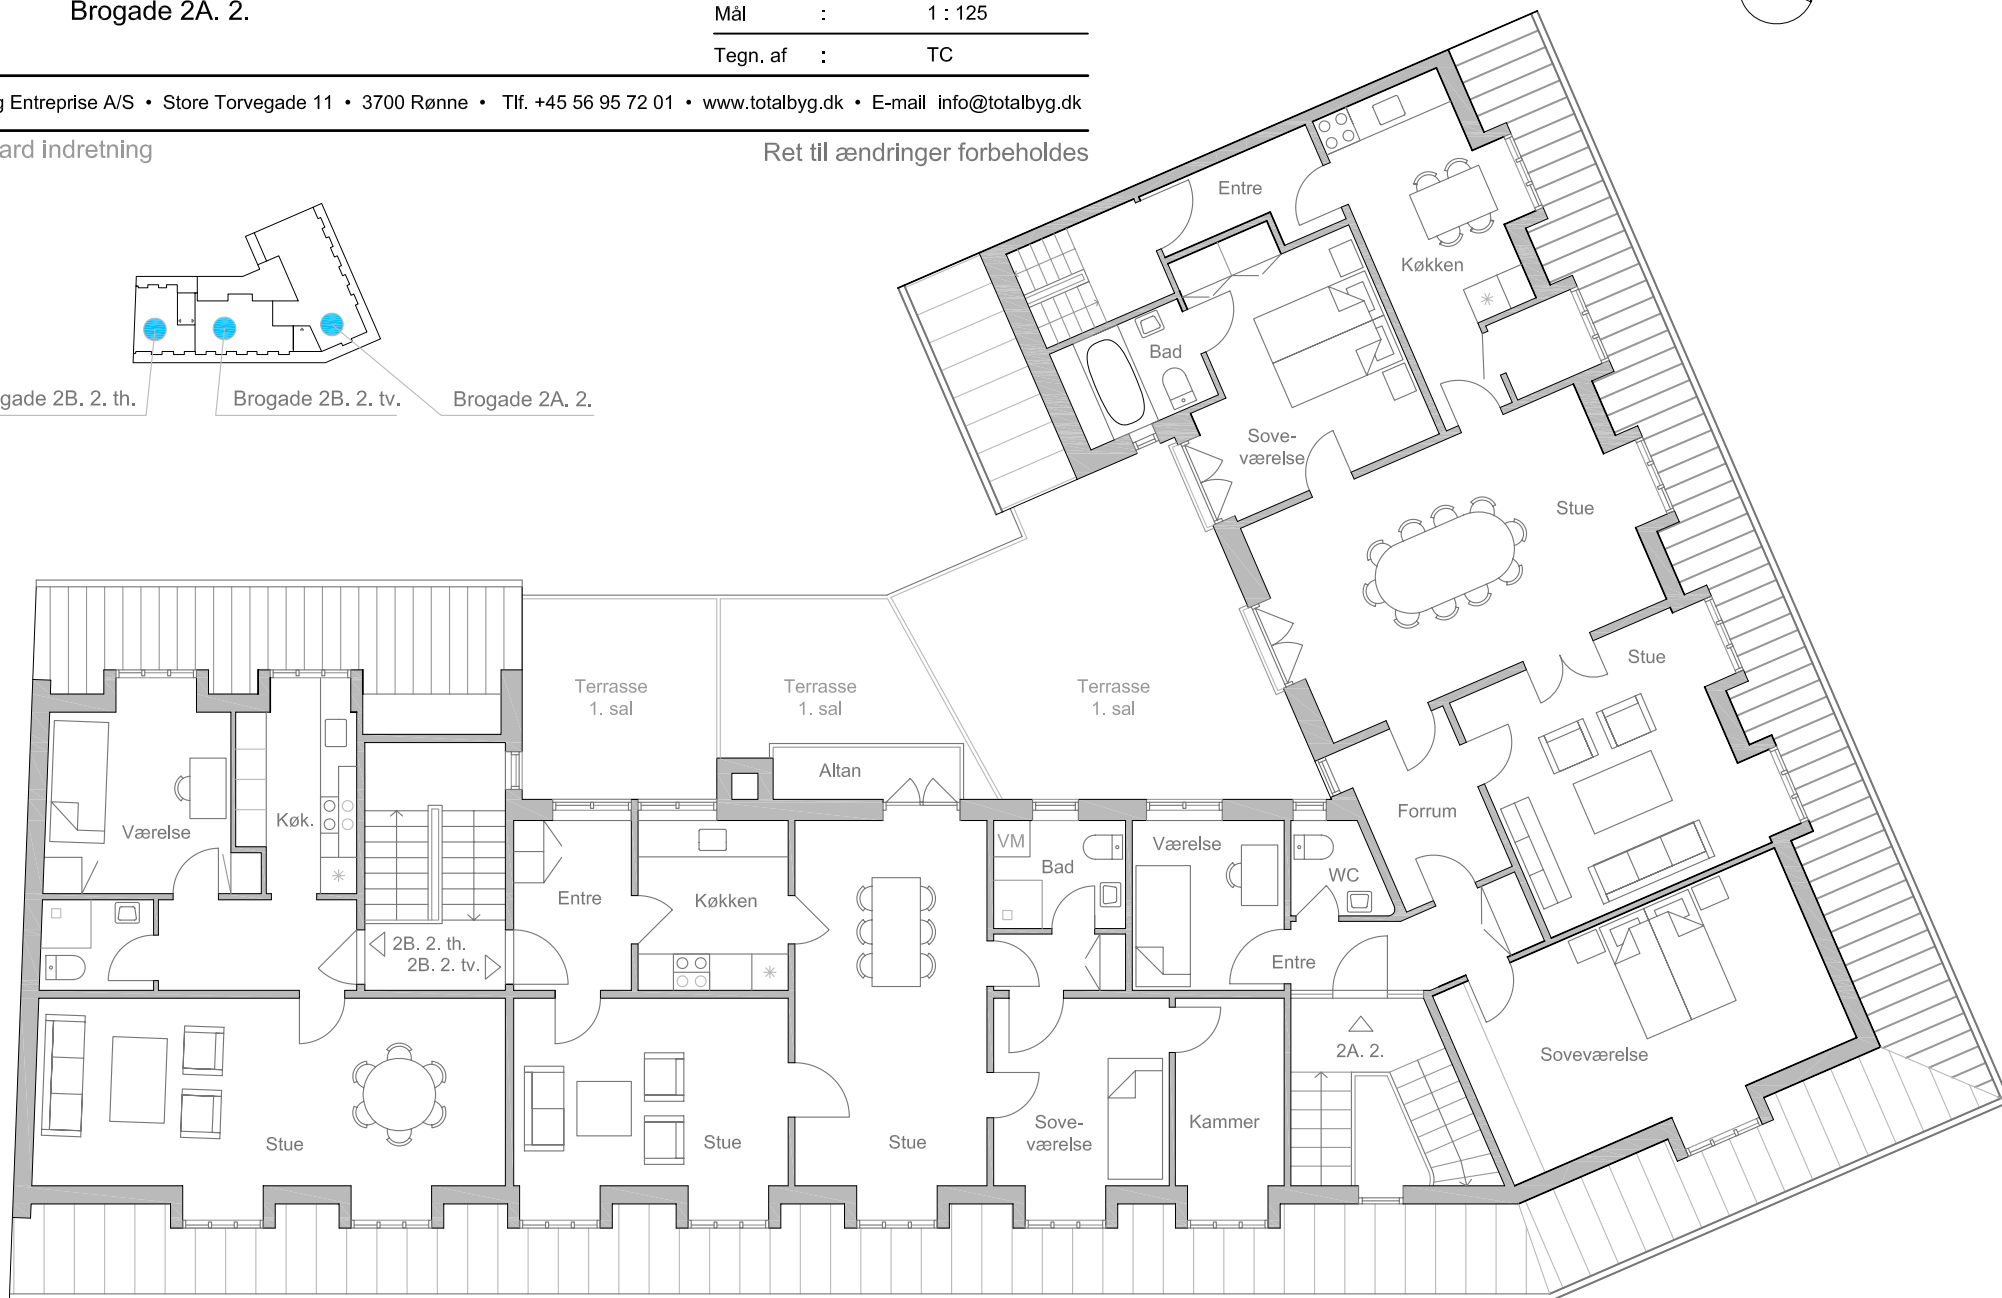 Brogade 2A. 2.
Mål : 1 : 125
Tegn. af : TC
Entreprise A/S • Store Torvegade 11 • 3700 Rønne • Tlf. +45 56 95 72 01 • www.totalbyg.dk • E-mail info@totalbyg.dk
indretning
Ret til ændringer forbeholdes
Brogade 2B. 2. tv.
Brogade 2A. 2.
2B. 2. th.
Entre
Køkken
Bad
Sove-
værelse
Stue
Stue
Terrasse
1. sal
Terrasse
1. sal
Terrasse
1. sal
Altan
Værelse
Køk.
Entre
Køkken
VM
Bad
Værelse
WC
Forrum
2B. 2. th.
2B. 2. tv.
Entre
2A. 2.
Soveværelse
Stue
Stue
Stue
Sove-
værelse
Kammer